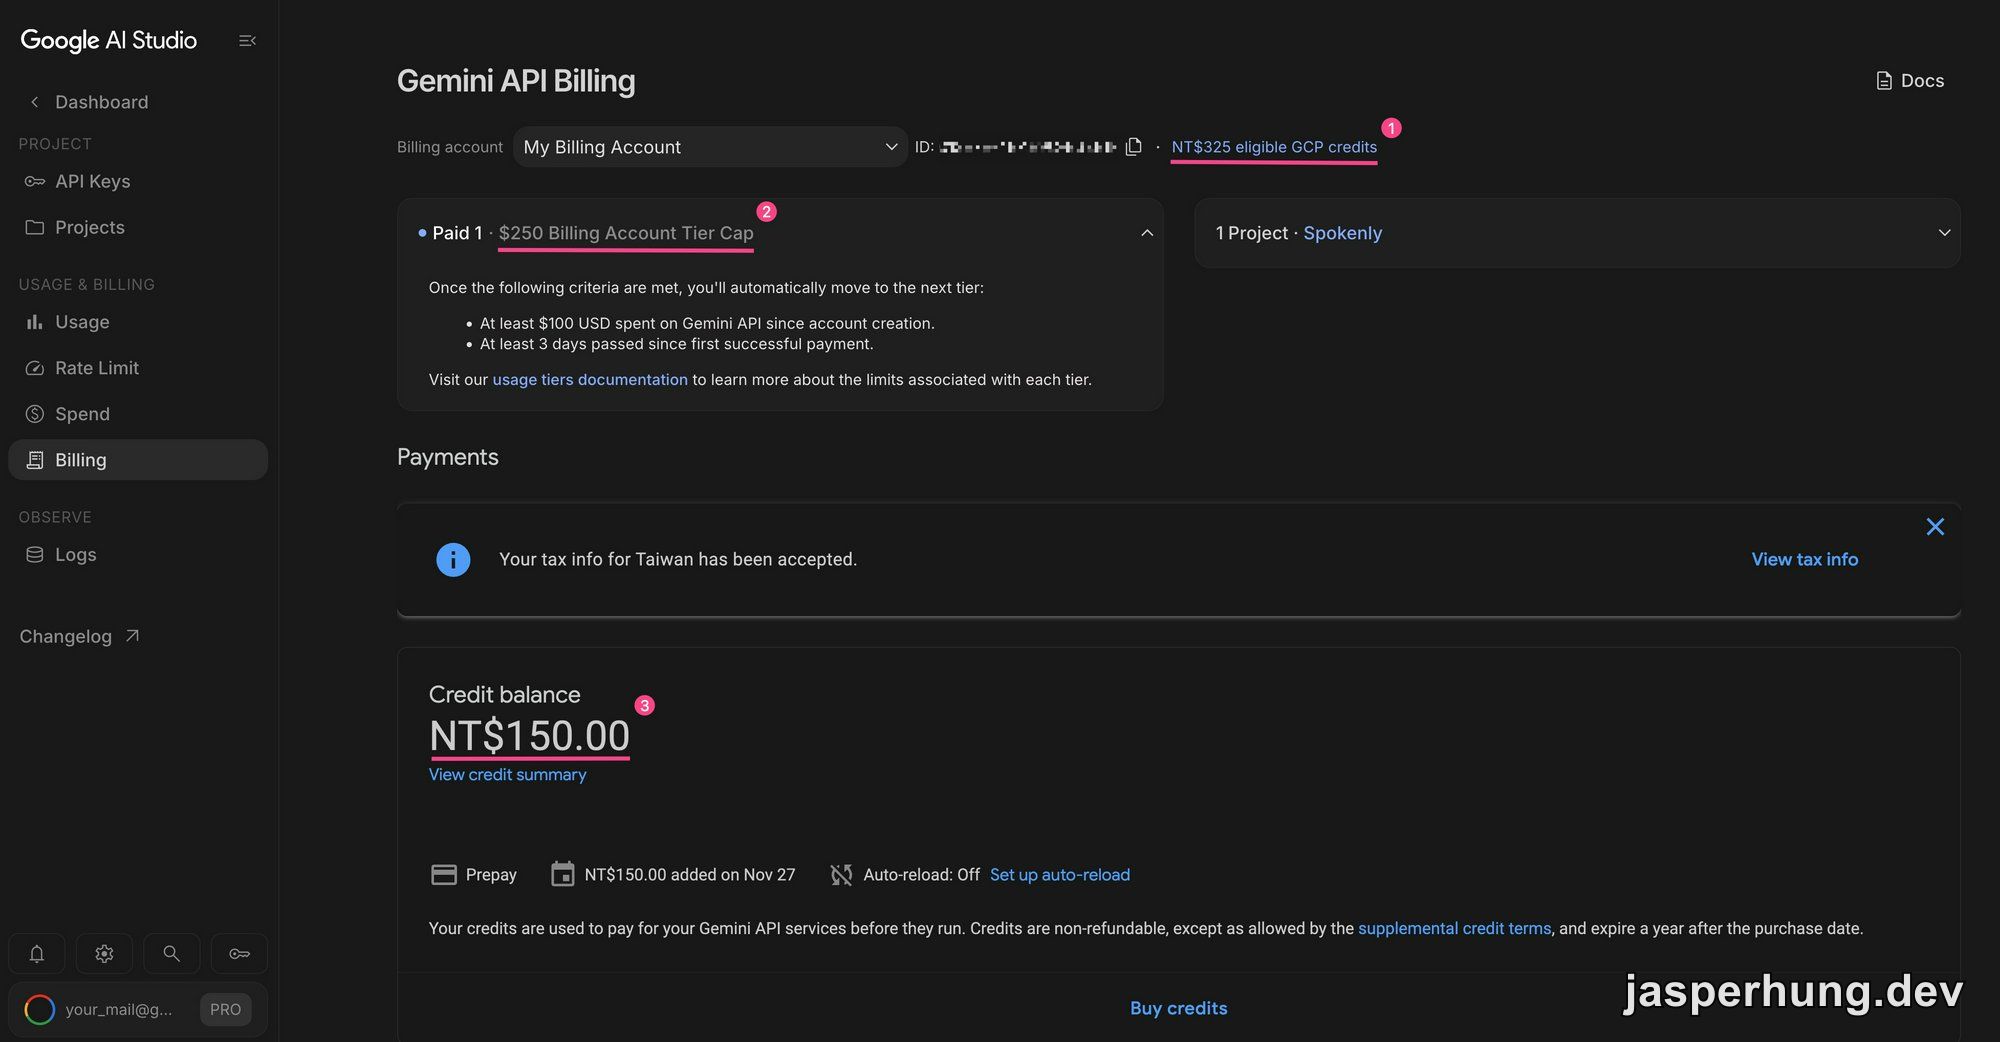 Google AI Studio
Dashboard
PROJECT
API Keys
Projects
USAGE & BILLING
Usage
Rate Limit
Spend
Billing
OBSERVE
Logs
Changelog
your_mail@g... PRO
Gemini API Billing
Docs
Billing account My Billing Account ID: · NT$325 eligible GCP credits 1
Paid 1 · $250 Billing Account Tier Cap 2
Once the following criteria are met, you'll automatically move to the next tier:
• At least $100 USD spent on Gemini API since account creation.
• At least 3 days passed since first successful payment.
Visit our usage tiers documentation to learn more about the limits associated with each tier.
1 Project · Spokenly
Payments
Your tax info for Taiwan has been accepted. View tax info
Credit balance
NT$150.00 3
View credit summary
Prepay NT$150.00 added on Nov 27 Auto-reload: Off Set up auto-reload
Your credits are used to pay for your Gemini API services before they run. Credits are non-refundable, except as allowed by the supplemental credit terms, and expire a year after the purchase date.
Buy credits
jasperhung.dev